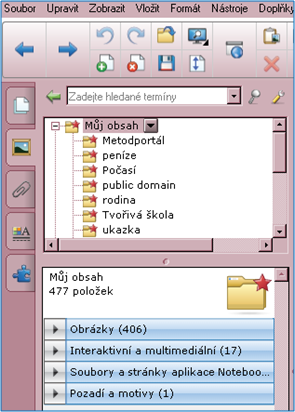 Soubor Upravit Zobrazit Vložit Formát Nástroje Doplňky
Zadejte hledané termíny
Můj obsah
Metodportál
peníze
Počasí
public domain
rodina
Tvořivá škola
ukazka
Můj obsah
477 položek
Obrázky (406)
Interaktivní a multimediální (17)
Soubory a stránky aplikace Noteboo...
Pozadí a motivy (1)